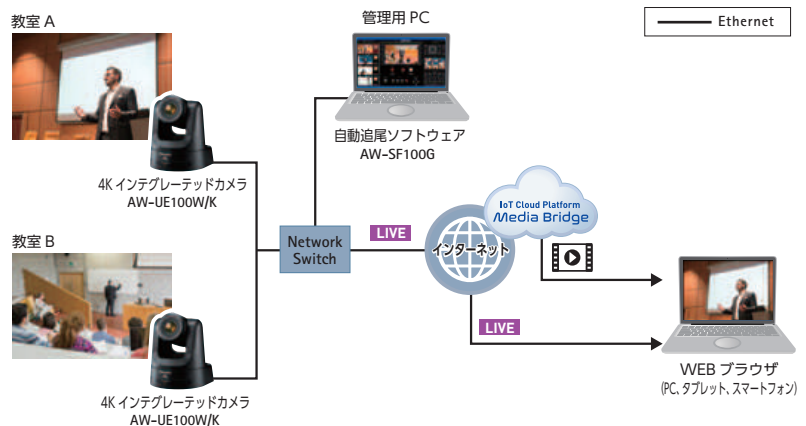 教室 A
管理用 PC
Ethernet
自動追尾ソフトウェア
AW-SF100G
4K インテグレーテッドカメラ
AW-UE100W/K
IoT Cloud Platform
Media Bridge
教室 B
Network
Switch
LIVE
インターネット
LIVE
WEB ブラウザ
(PC、タブレット、スマートフォン)
4K インテグレーテッドカメラ
AW-UE100W/K